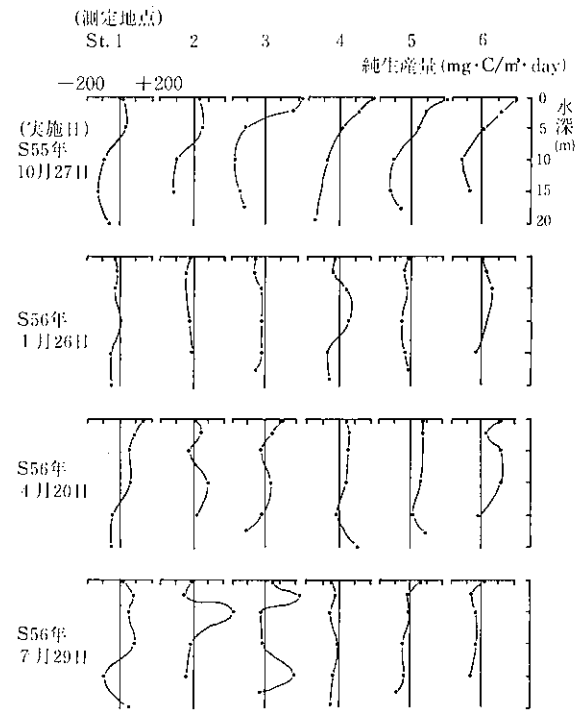 (測定地点)
St. 1 2 3 4 5 6
純生産量(mg・C/m³・day)
−200 +200
0
5
10
15
20
水深(m)
(実施日)
S55年
10月27日
S56年
1月26日
S56年
4月20日
S56年
7月29日